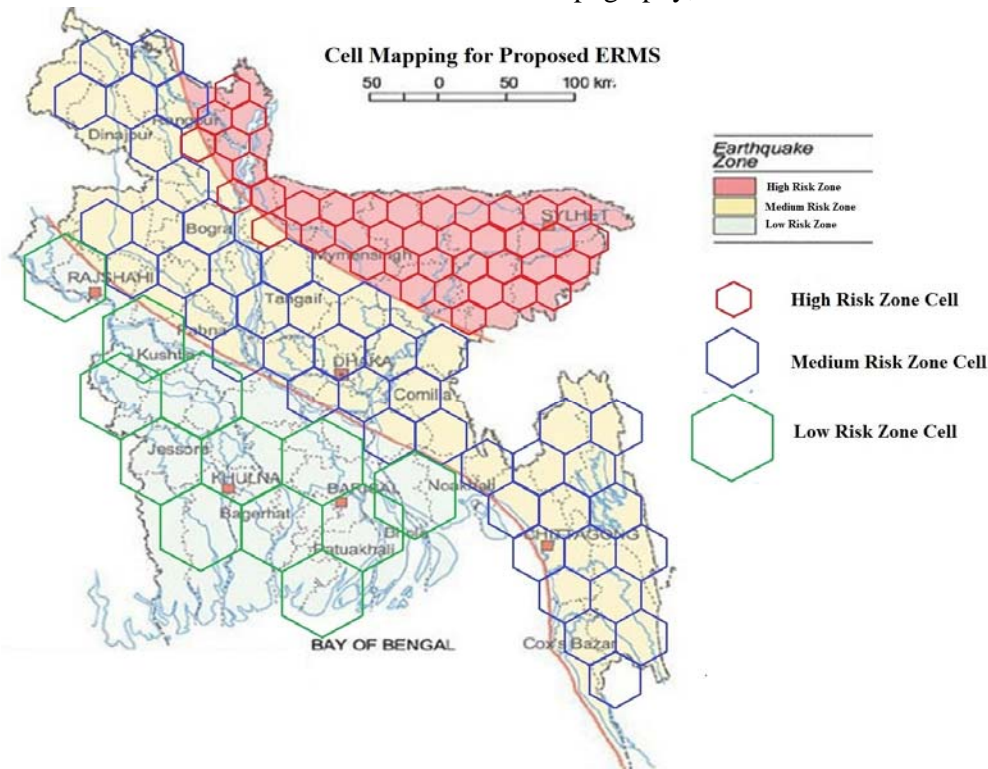 Cell Mapping for Proposed ERMS
50 0 50 100 km.
Rangpur
Dinajpur
Earthquake
Zone
High Risk Zone
Medium Risk Zone
Low Risk Zone
SYLHET
Bogra
Mymensingh
RAJSHAHI
Tangail
High Risk Zone Cell
Pabna
Kushtia
DHAKA
Medium Risk Zone Cell
Comilla
Low Risk Zone Cell
Jessore
KHULNA
BARISAL
Noakhali
Bagerhat
Bhola
CHITTAGONG
Patuakhali
BAY OF BENGAL
Cox's Bazar